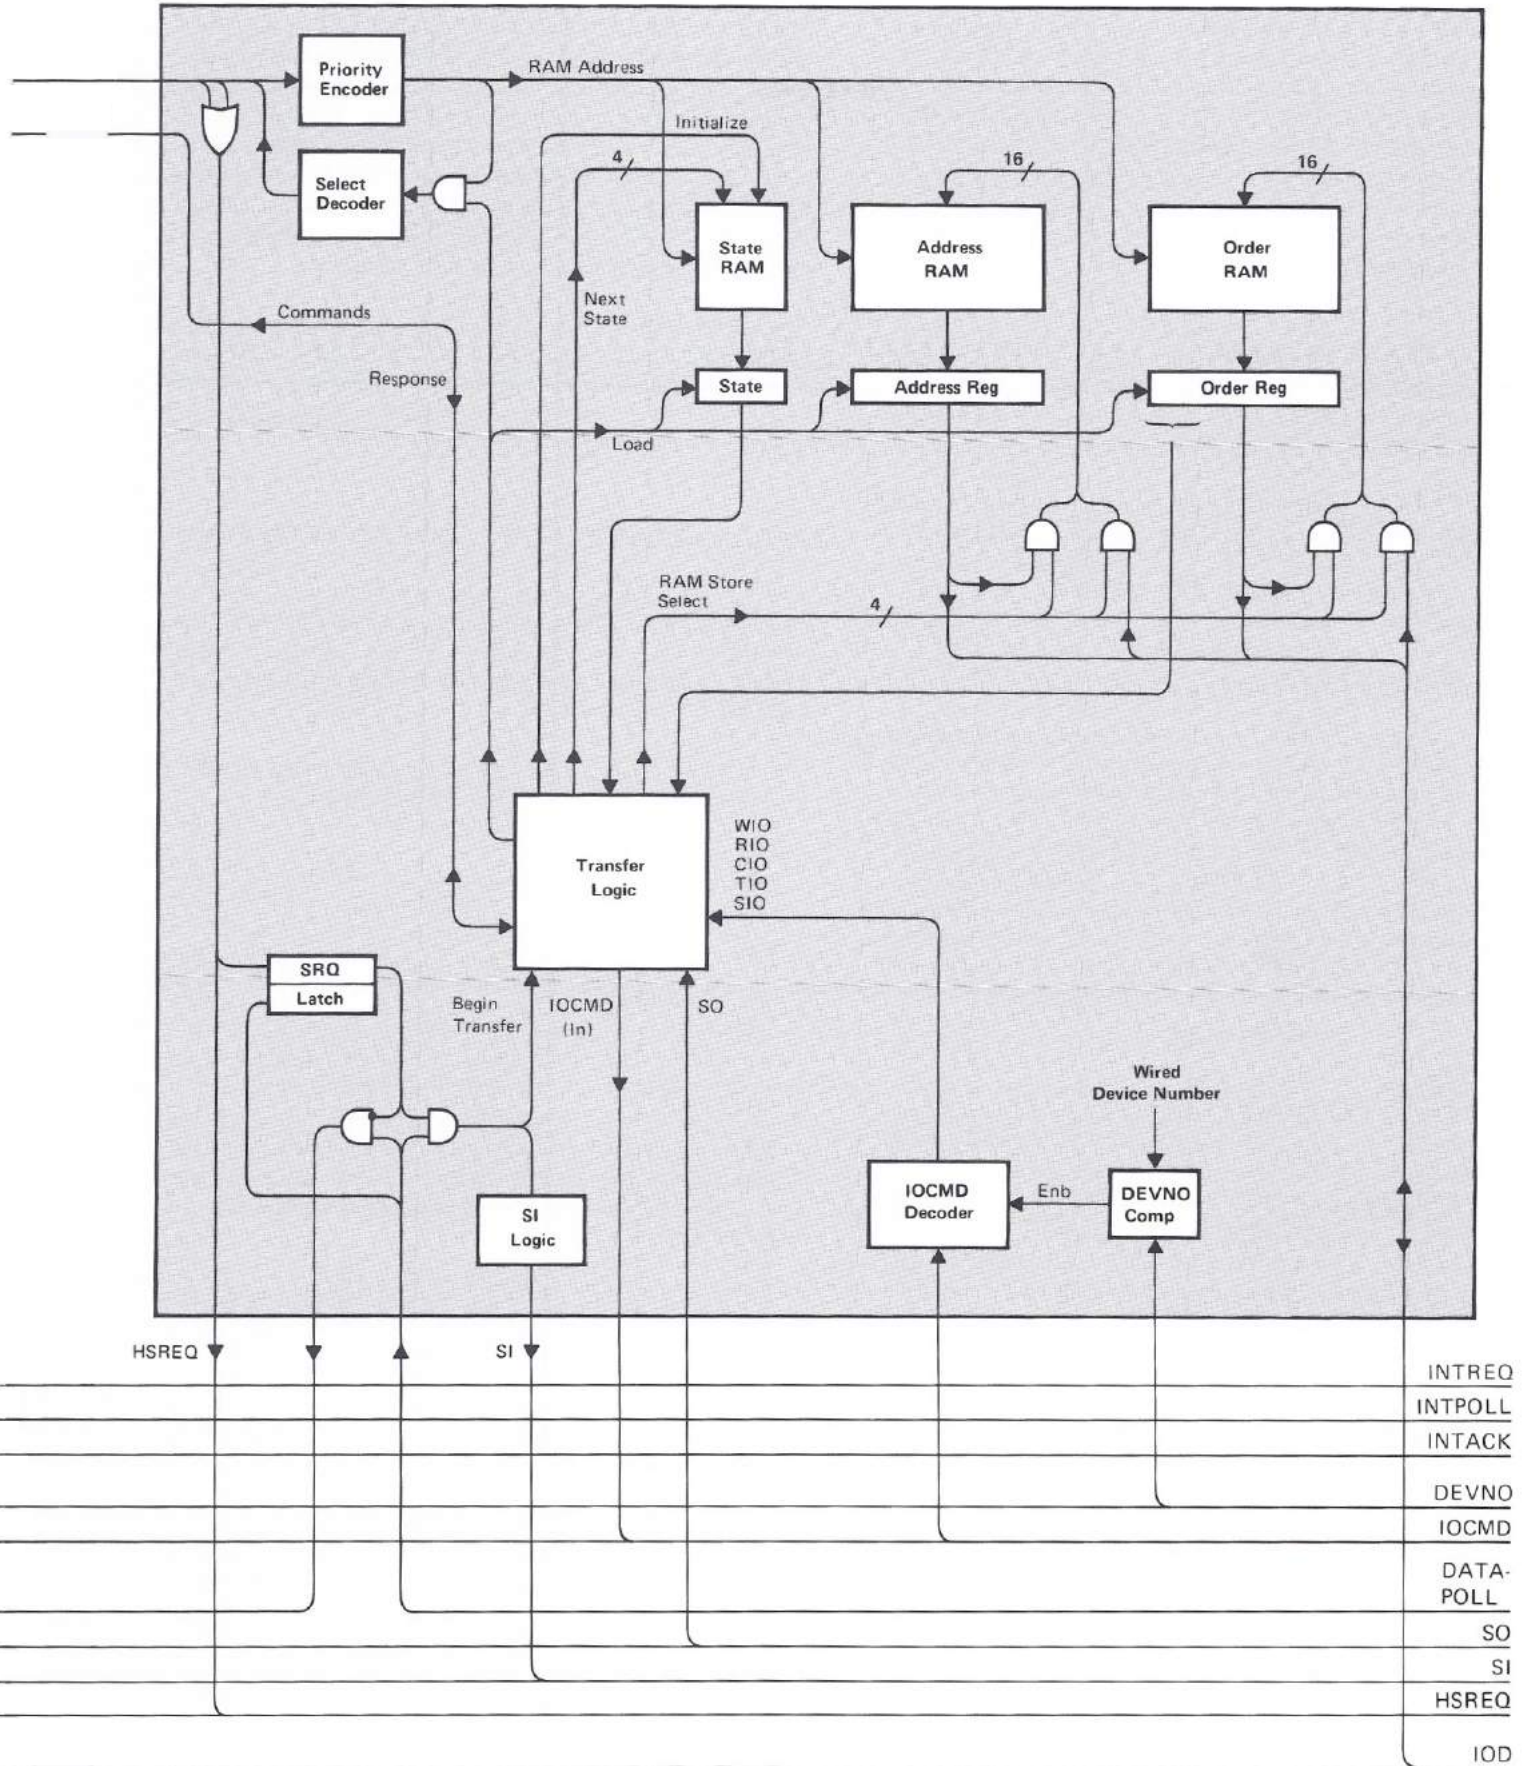 Priority
Encoder
RAM Address
Initialize
4
16
16
Select
Decoder
State
RAM
Address
RAM
Order
RAM
Next
State
Commands
Response
State
Address Reg
Order Reg
Load
RAM Store
Select
4
Transfer
Logic
WIO
RIO
CIO
TIO
SIO
SRQ
Latch
Begin
Transfer
IOCMD
(In)
SO
Wired
Device Number
IOCMD
Decoder
Enb
DEVNO
Comp
SI
Logic
HSREQ
SI
INTREQ
INTPOLL
INTACK
DEVNO
IOCMD
DATA-
POLL
SO
SI
HSREQ
IOD